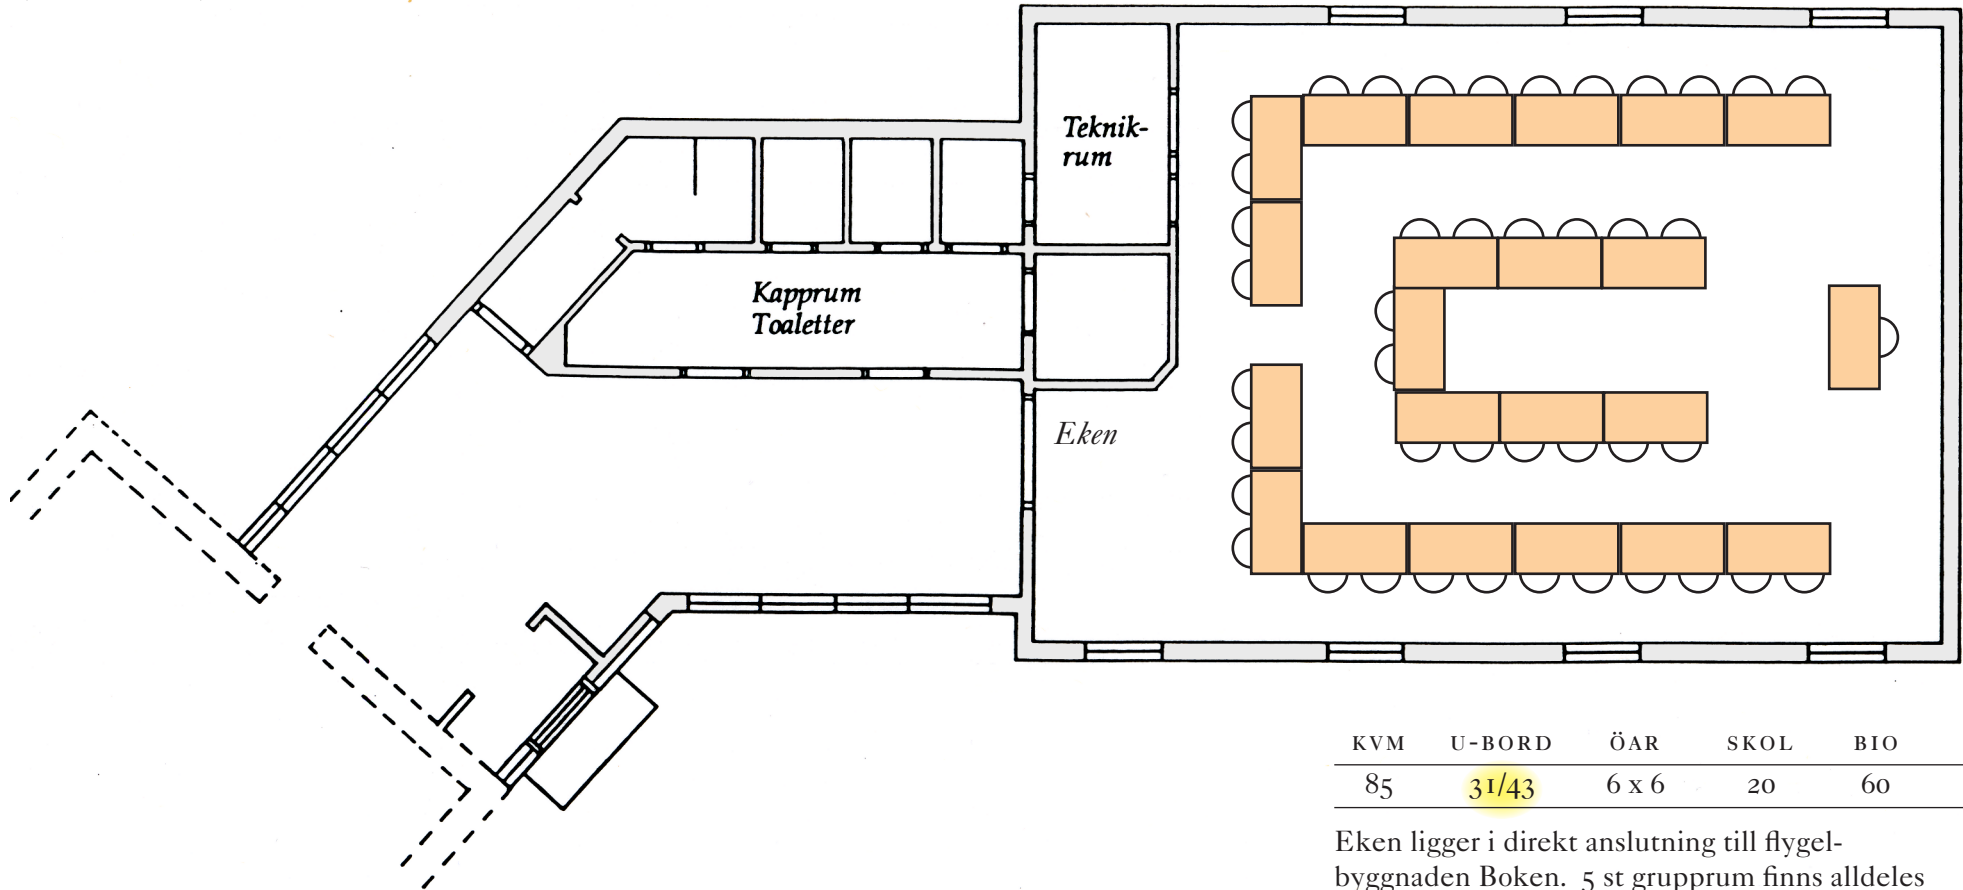 Teknik-
rum
Kapprum
Toaletter
Eken
KVM U-BORD ÖAR SKOL BIO
85 31/43 6 x 6 20 60
Eken ligger i direkt anslutning till flygel-
byggnaden Boken. 5 st grupprum finns alldeles